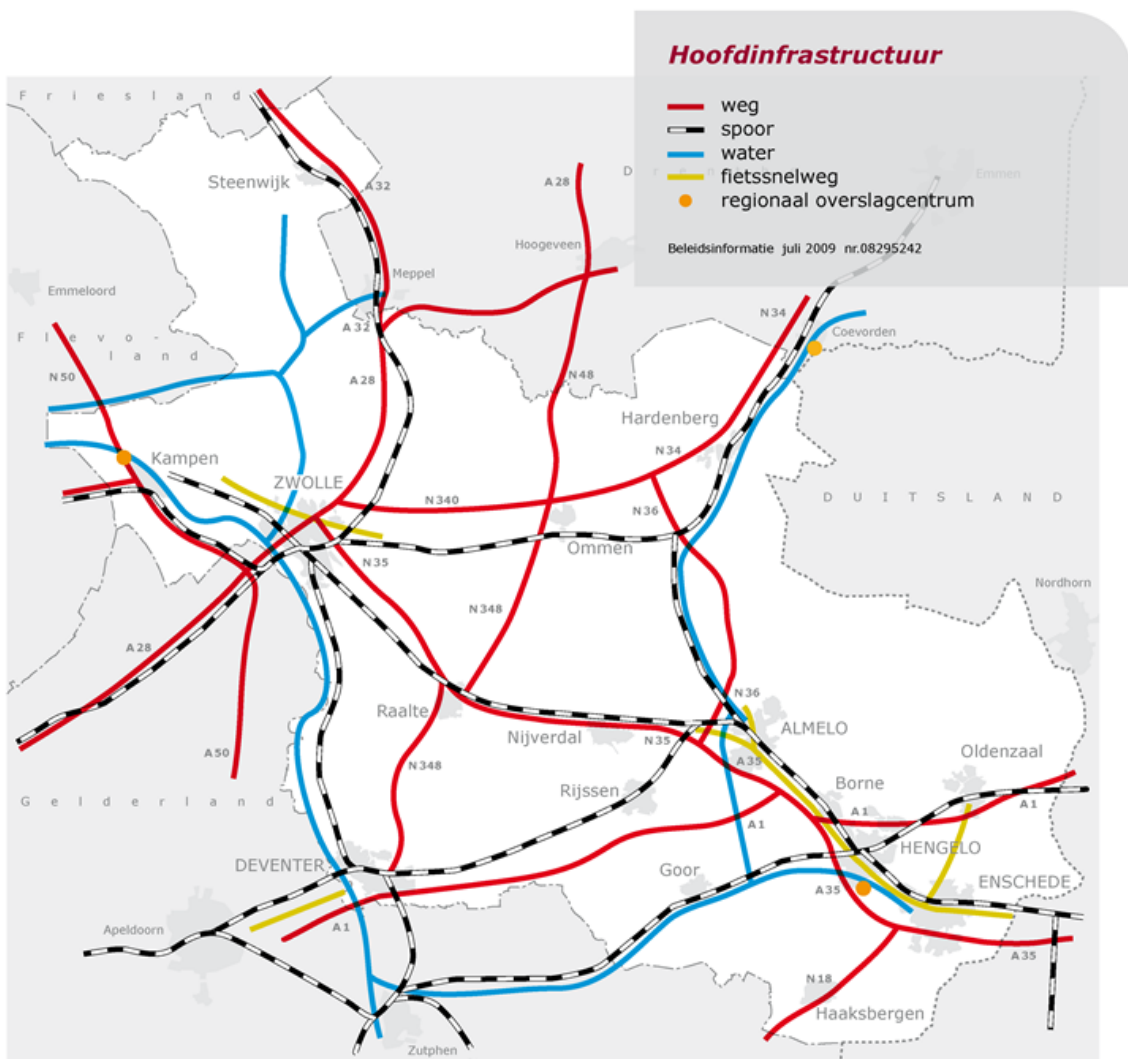 Hoofdinfrastructuur
weg
spoor
water
fietssnelweg
regionaal overslagcentrum
Beleidsinformatie juli 2009 nr.08295242
Friesland
Steenwijk
A32
A28
Emmen
Hoogeveen
Meppel
Emmeloord
Flevo-
land
A32
N34
Coevorden
N50
A28
N48
Hardenberg
Kampen
N34
ZWOLLE
N340
N36
DUITSLAND
Ommen
N35
Nordhorn
N348
A28
N36
Raalte
ALMELO
Nijverdal
N35
A50
A35
Oldenzaal
N348
Gelderland
Rijssen
Borne
A1
A1
A1
DEVENTER
HENGELO
Goor
ENSCHEDE
A35
Apeldoorn
A1
A35
N18
Haaksbergen
Zutphen